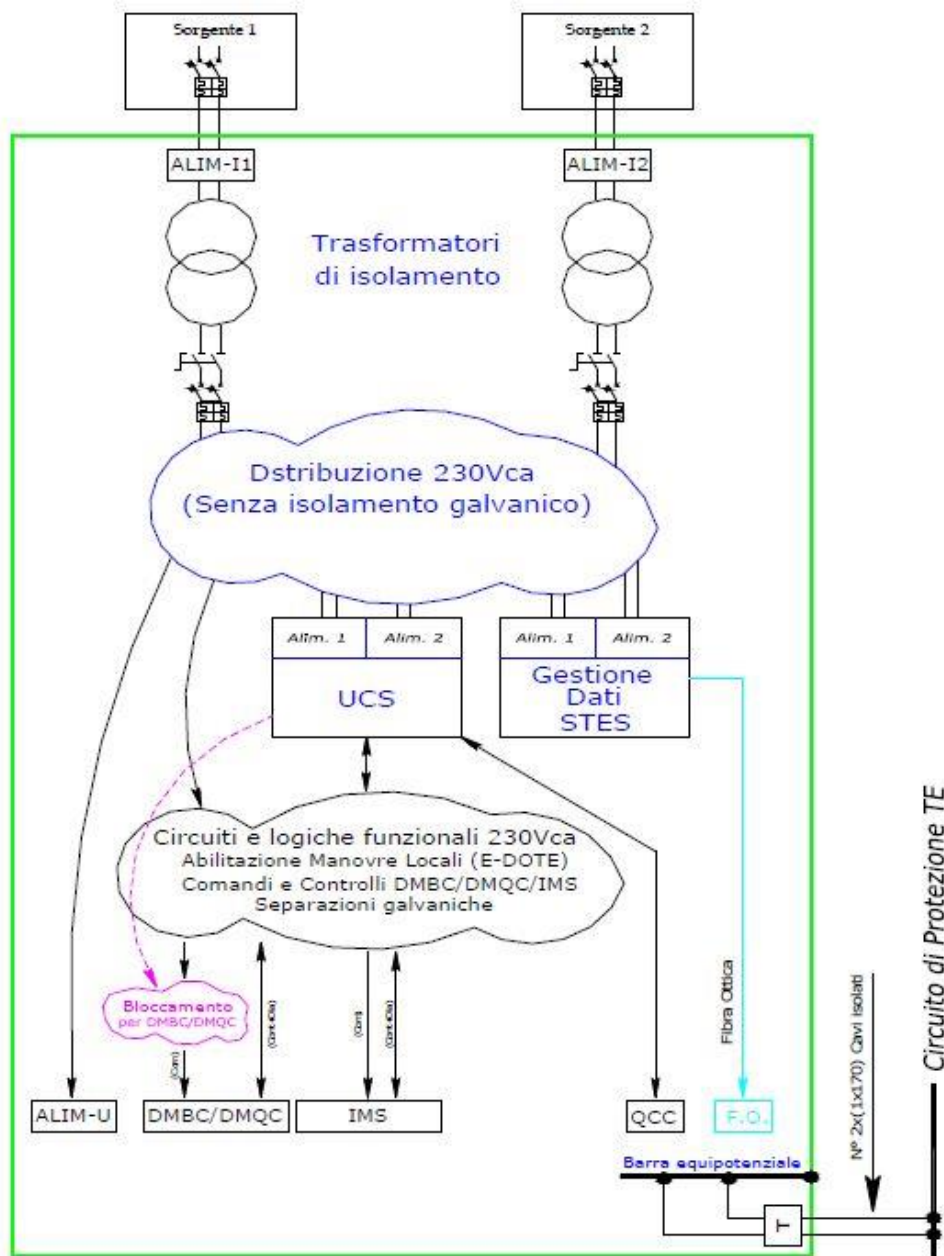 Sorgente 1
Sorgente 2
ALIM-I1
ALIM-I2
Trasformatori
di isolamento
Dstribuzione 230Vca
(Senza isolamento galvanico)
Alim. 1
Alim. 2
Alim. 1
Alim. 2
UCS
Gestione
Dati
STES
Circuiti e logiche funzionali 230Vca
Abilitazione Manovre Locali (E-DOTE)
Comandi e Controlli DMBC/DMQC/IMS
Separazioni galvaniche
Bloccamento
per DMBC/DMQC
(Com)
(Com)
Fibra Ottica
N° 2x(1x170) Cavi isolati
Circuito di Protezione TE
ALIM-U
DMBC/DMQC
IMS
QCC
F.O.
Barra equipotenziale
T